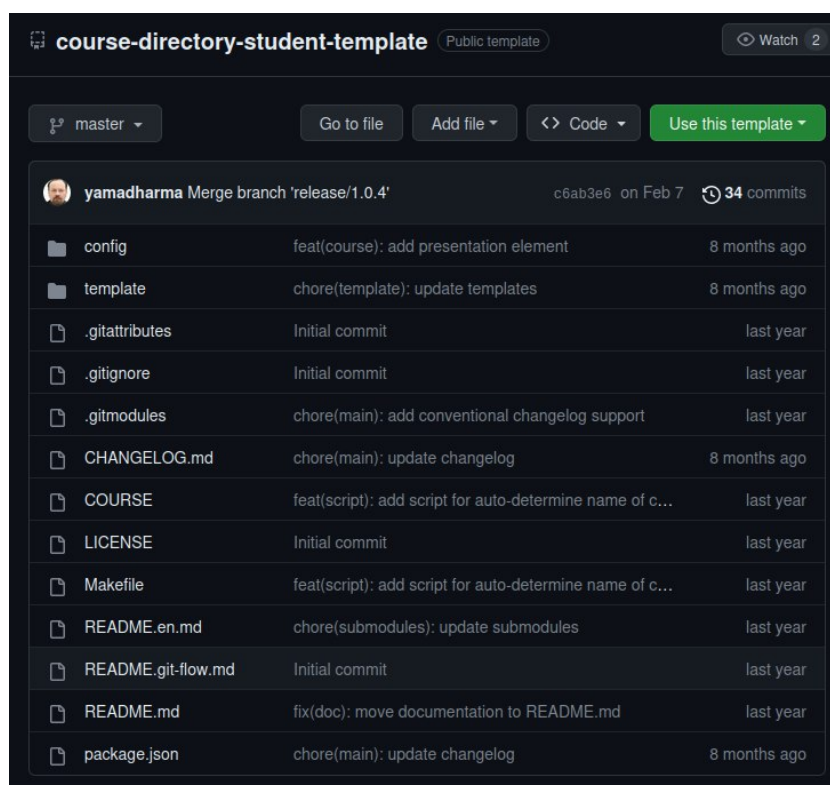 course-directory-student-template Public template Watch 2
master Go to file Add file <> Code Use this template
yamadharma Merge branch 'release/1.0.4' c6ab3e6 on Feb 7 34 commits
config feat(course): add presentation element 8 months ago
template chore(template): update templates 8 months ago
.gitattributes Initial commit last year
.gitignore Initial commit last year
.gitmodules chore(main): add conventional changelog support last year
CHANGELOG.md chore(main): update changelog 8 months ago
COURSE feat(script): add script for auto-determine name of c... last year
LICENSE Initial commit last year
Makefile feat(script): add script for auto-determine name of c... last year
README.en.md chore(submodules): update submodules last year
README.git-flow.md Initial commit last year
README.md fix(doc): move documentation to README.md last year
package.json chore(main): update changelog 8 months ago